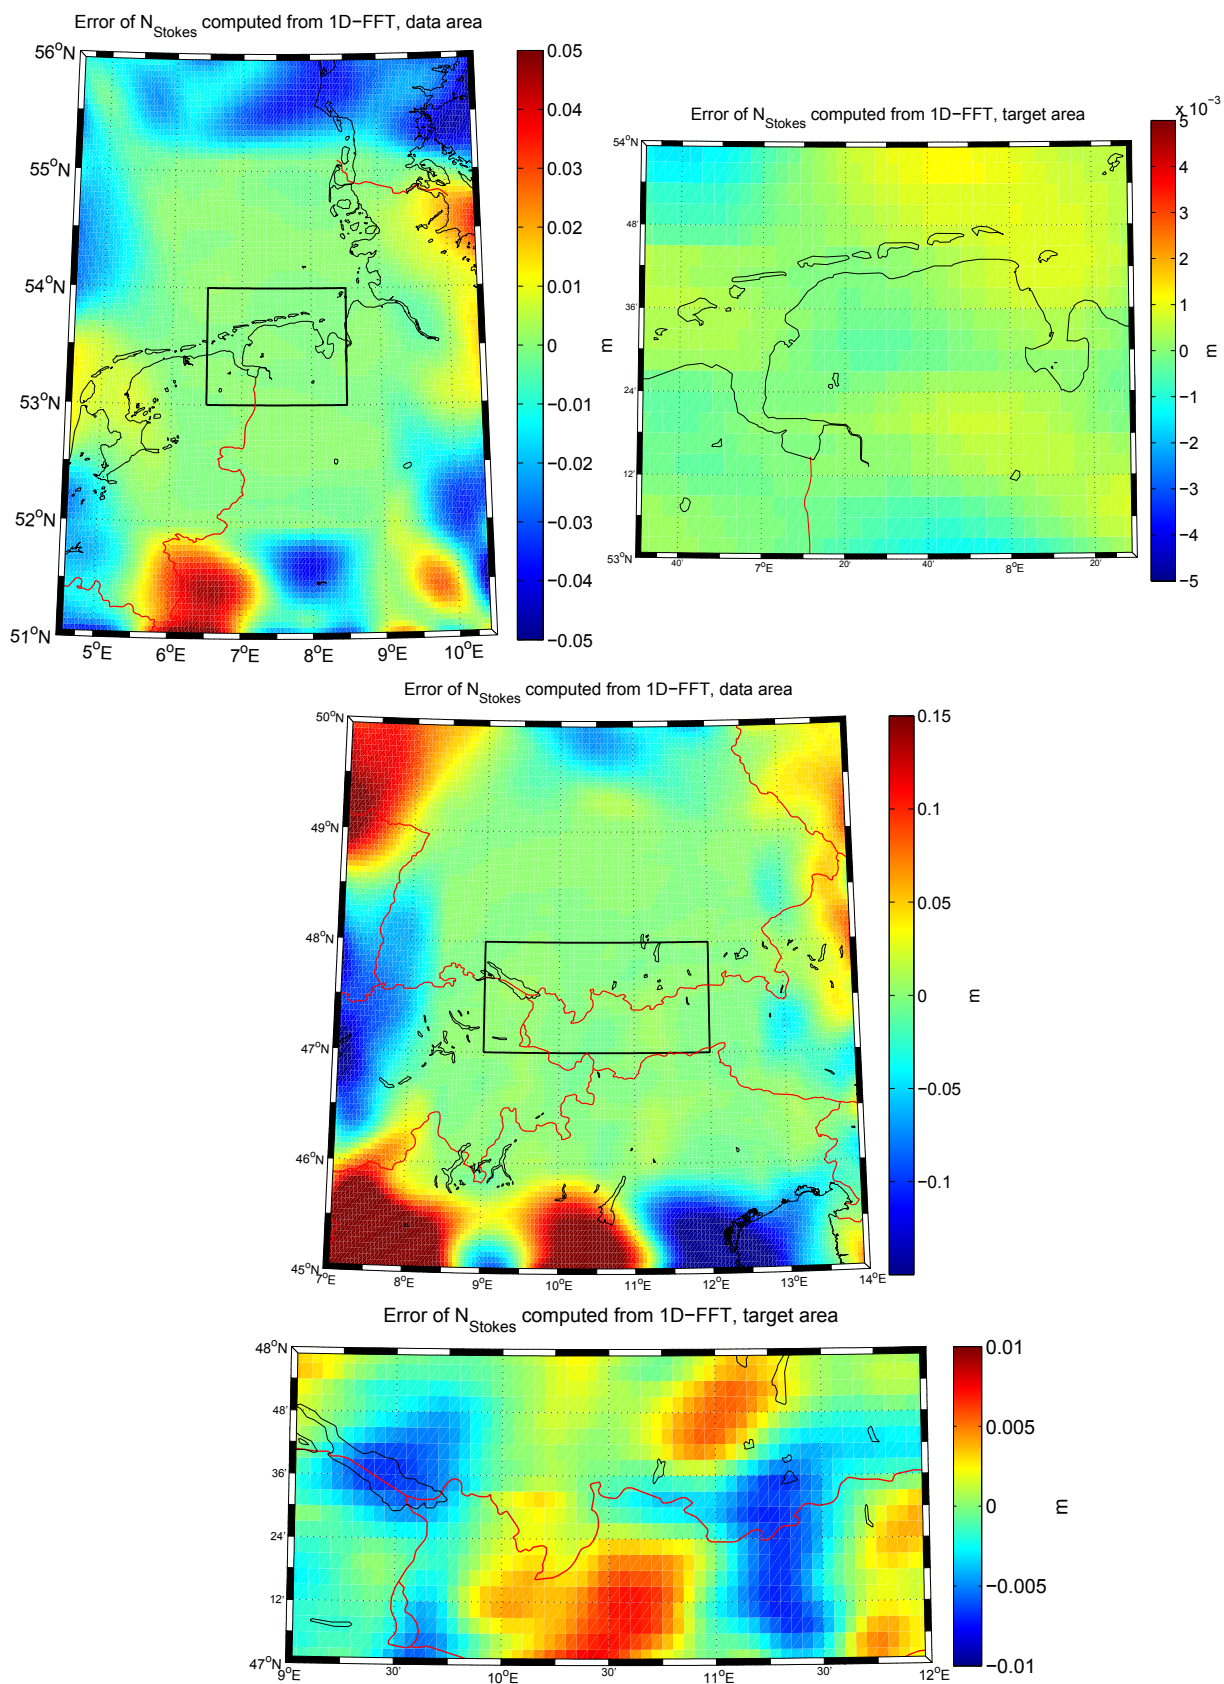 Error of N_Stokes computed from 1D−FFT, data area
56°N
55°N
54°N
53°N
52°N
51°N
5°E 6°E 7°E 8°E 9°E 10°E
0.05
0.04
0.03
0.02
0.01
0
−0.01
−0.02
−0.03
−0.04
−0.05
m
Error of N_Stokes computed from 1D−FFT, target area
54°N
48'
36'
24'
12'
53°N
40' 7°E 20' 40' 8°E 20'
x 10^−3
5
4
3
2
1
0
−1
−2
−3
−4
−5
m
Error of N_Stokes computed from 1D−FFT, data area
50°N
49°N
48°N
47°N
46°N
45°N
7°E 8°E 9°E 10°E 11°E 12°E 13°E 14°E
0.15
0.1
0.05
0
−0.05
−0.1
m
Error of N_Stokes computed from 1D−FFT, target area
48°N
48'
36'
24'
12'
47°N
9°E 30' 10°E 30' 11°E 30' 12°E
0.01
0.005
0
−0.005
−0.01
m